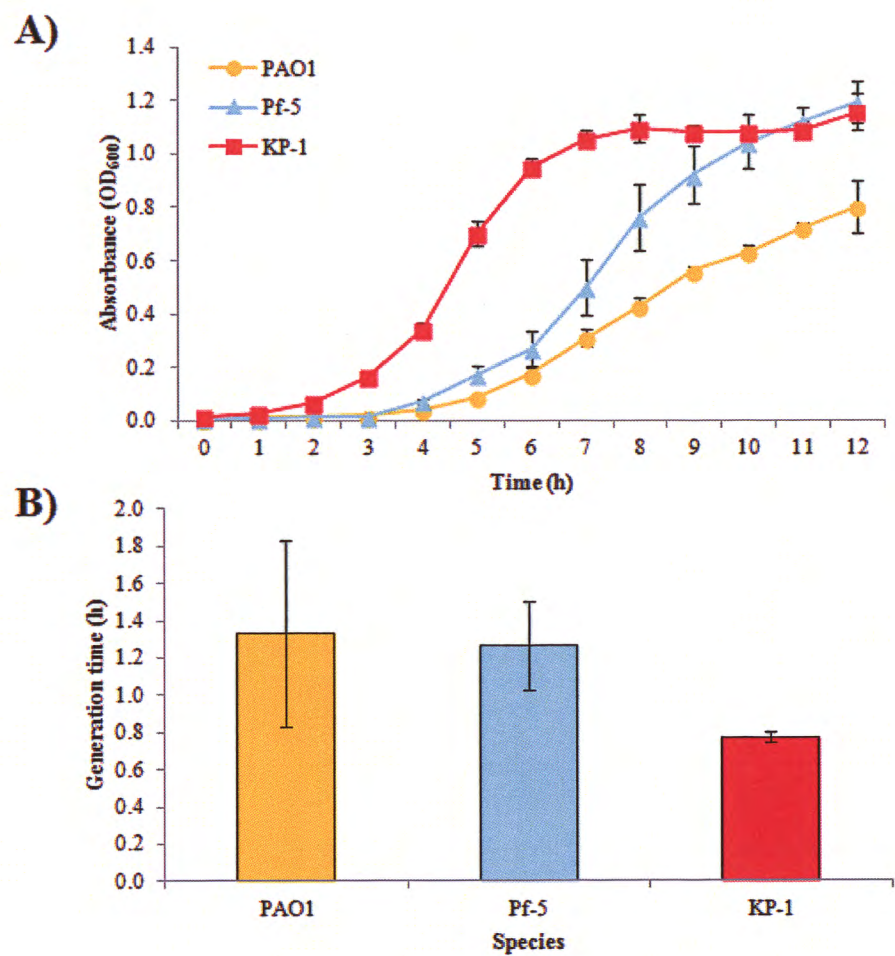 A)
1.4
1.2
1.0
0.8
0.6
0.4
0.2
0.0
Absorbance (OD600)
PAO1
Pf-5
KP-1
0 1 2 3 4 5 6 7 8 9 10 11 12
Time (h)
B)
2.0
1.8
1.6
1.4
1.2
1.0
0.8
0.6
0.4
0.2
0.0
Generation time (h)
PAO1 Pf-5 KP-1
Species